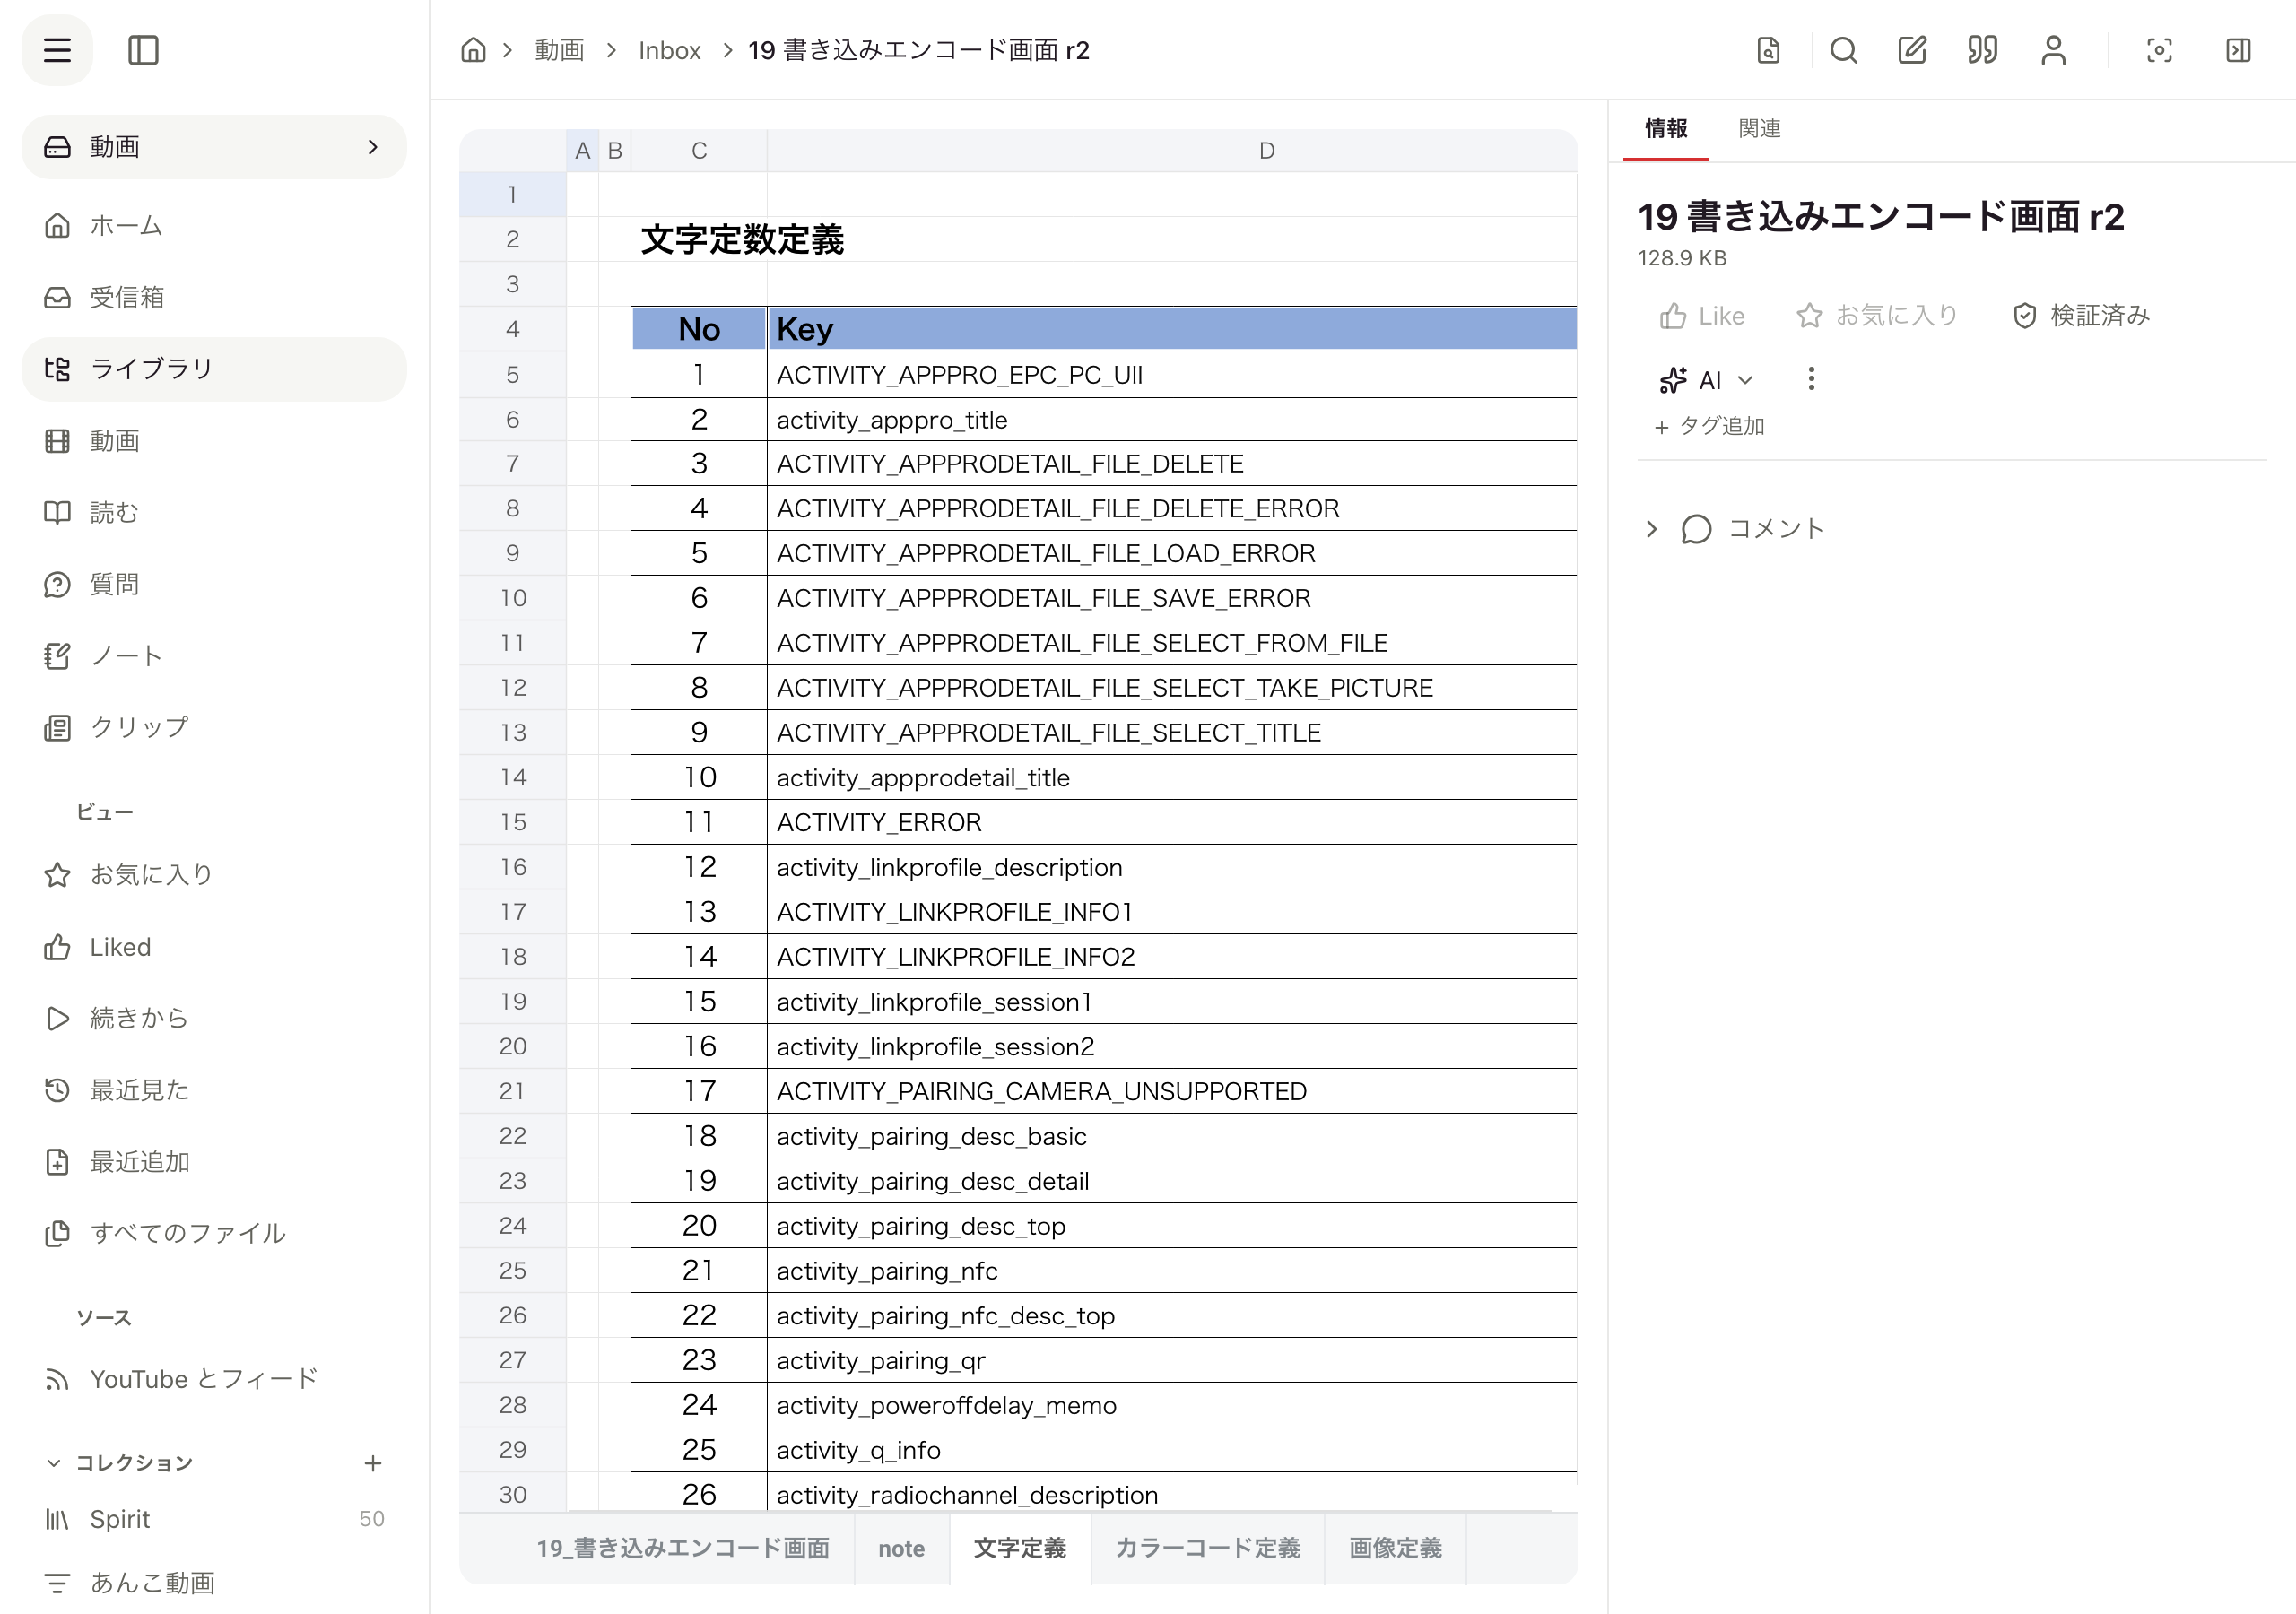 動画 > Inbox > 19 書き込みエンコード画面 r2
動画
ホーム
受信箱
ライブラリ
動画
読む
質問
ノート
クリップ
ビュー
お気に入り
Liked
続きから
最近見た
最近追加
すべてのファイル
ソース
YouTube とフィード
コレクション +
Spirit 50
あんこ動画
A B C D
1
2 文字定数定義
3
4 No Key
5 1 ACTIVITY_APPPRO_EPC_PC_UII
6 2 activity_apppro_title
7 3 ACTIVITY_APPPRODETAIL_FILE_DELETE
8 4 ACTIVITY_APPPRODETAIL_FILE_DELETE_ERROR
9 5 ACTIVITY_APPPRODETAIL_FILE_LOAD_ERROR
10 6 ACTIVITY_APPPRODETAIL_FILE_SAVE_ERROR
11 7 ACTIVITY_APPPRODETAIL_FILE_SELECT_FROM_FILE
12 8 ACTIVITY_APPPRODETAIL_FILE_SELECT_TAKE_PICTURE
13 9 ACTIVITY_APPPRODETAIL_FILE_SELECT_TITLE
14 10 activity_appprodetail_title
15 11 ACTIVITY_ERROR
16 12 activity_linkprofile_description
17 13 ACTIVITY_LINKPROFILE_INFO1
18 14 ACTIVITY_LINKPROFILE_INFO2
19 15 activity_linkprofile_session1
20 16 activity_linkprofile_session2
21 17 ACTIVITY_PAIRING_CAMERA_UNSUPPORTED
22 18 activity_pairing_desc_basic
23 19 activity_pairing_desc_detail
24 20 activity_pairing_desc_top
25 21 activity_pairing_nfc
26 22 activity_pairing_nfc_desc_top
27 23 activity_pairing_qr
28 24 activity_poweroffdelay_memo
29 25 activity_q_info
30 26 activity_radiochannel_description
19_書き込みエンコード画面 note 文字定義 カラーコード定義 画像定義
情報 関連
19 書き込みエンコード画面 r2
128.9 KB
Like お気に入り 検証済み
AI
+ タグ追加
コメント